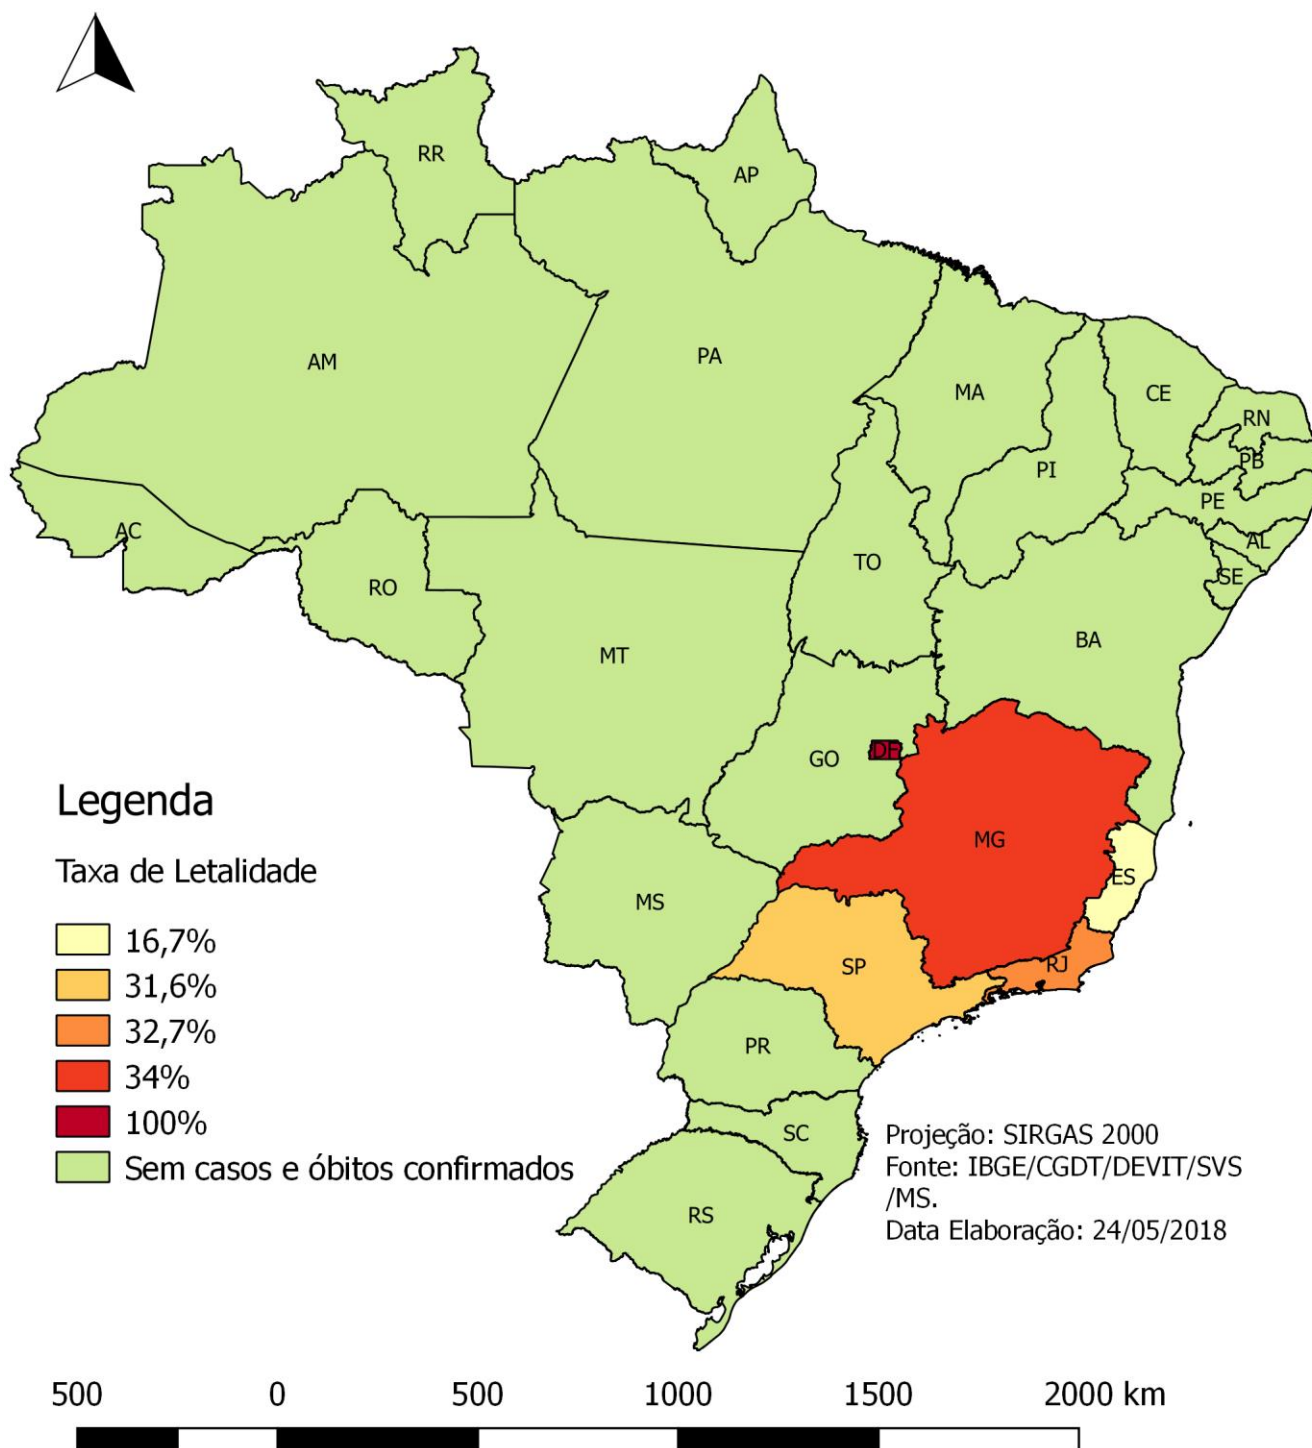 RR
AP
AM
PA
MA
CE
RN
PB
PI
PE
AL
SE
AC
RO
TO
BA
MT
GO
DF
MG
ES
MS
SP
RJ
PR
SC
RS
Legenda
Taxa de Letalidade
16,7%
31,6%
32,7%
34%
100%
Sem casos e óbitos confirmados
Projeção: SIRGAS 2000
Fonte: IBGE/CGDT/DEVIT/SVS
/MS.
Data Elaboração: 24/05/2018
500 0 500 1000 1500 2000 km